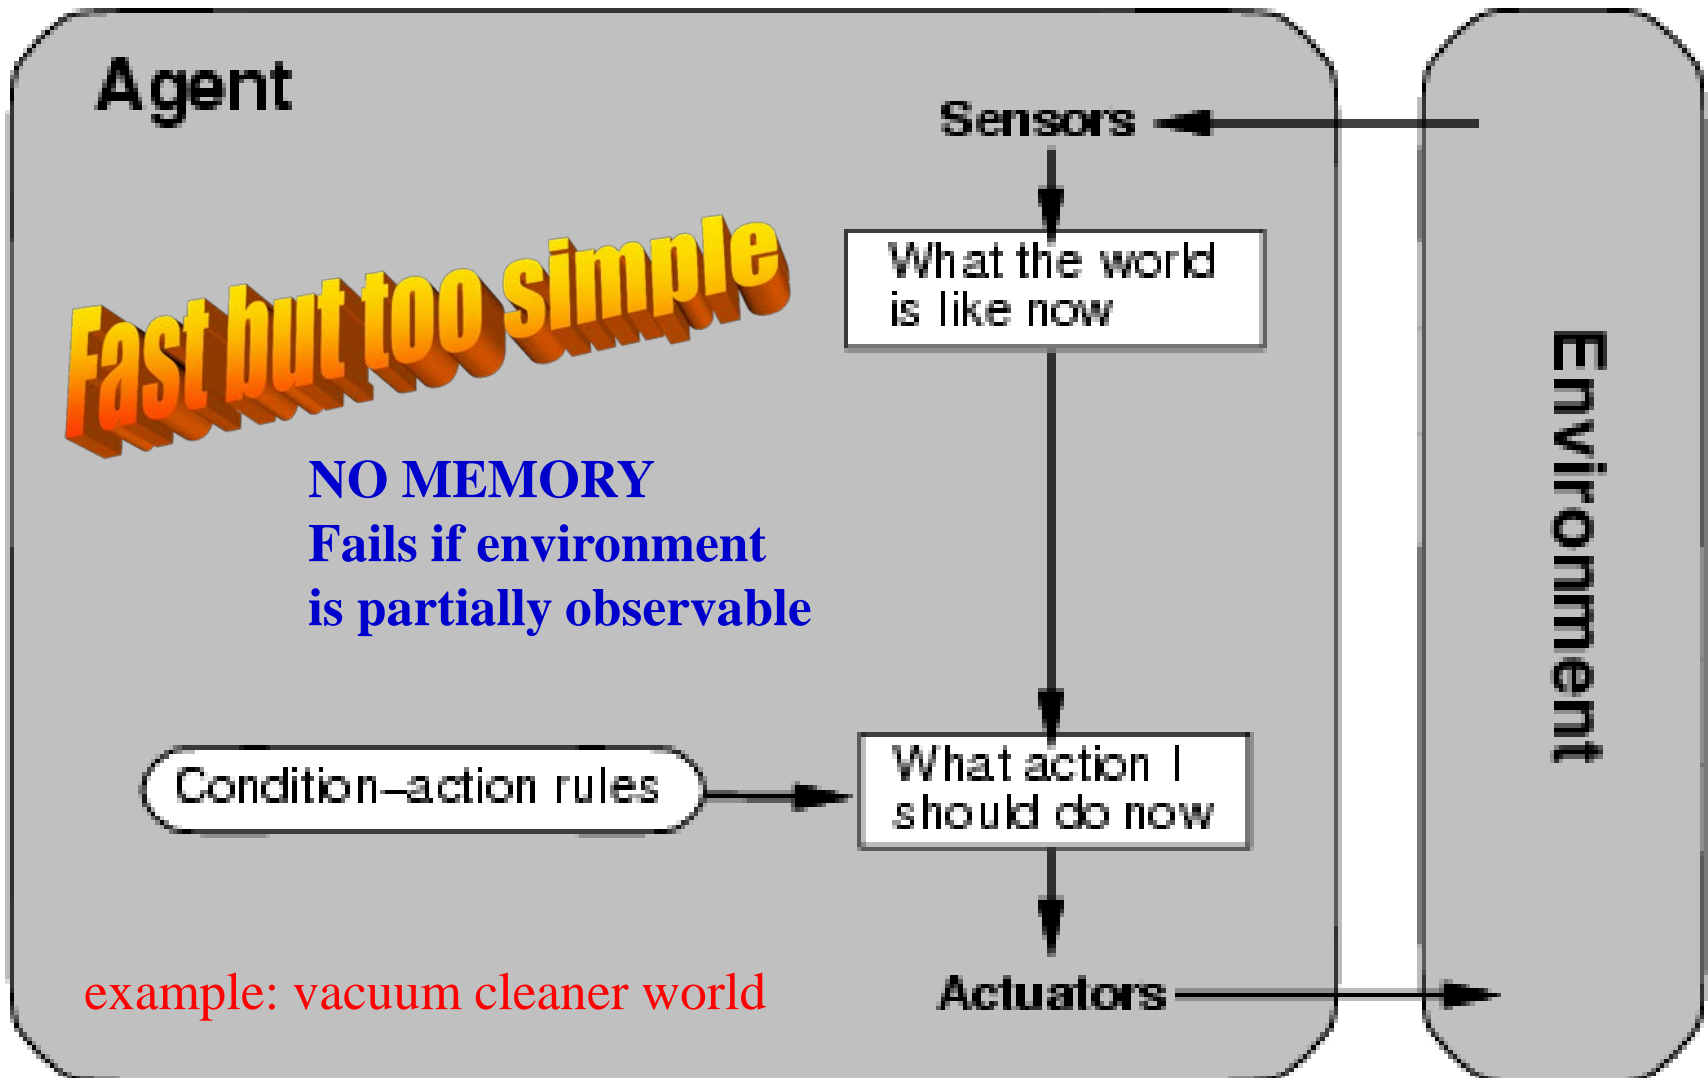 Agent
Sensors
What the world
is like now
Fast but too simple
NO MEMORY
Fails if environment
is partially observable
Environment
Condition–action rules
What action I
should do now
example: vacuum cleaner world
Actuators